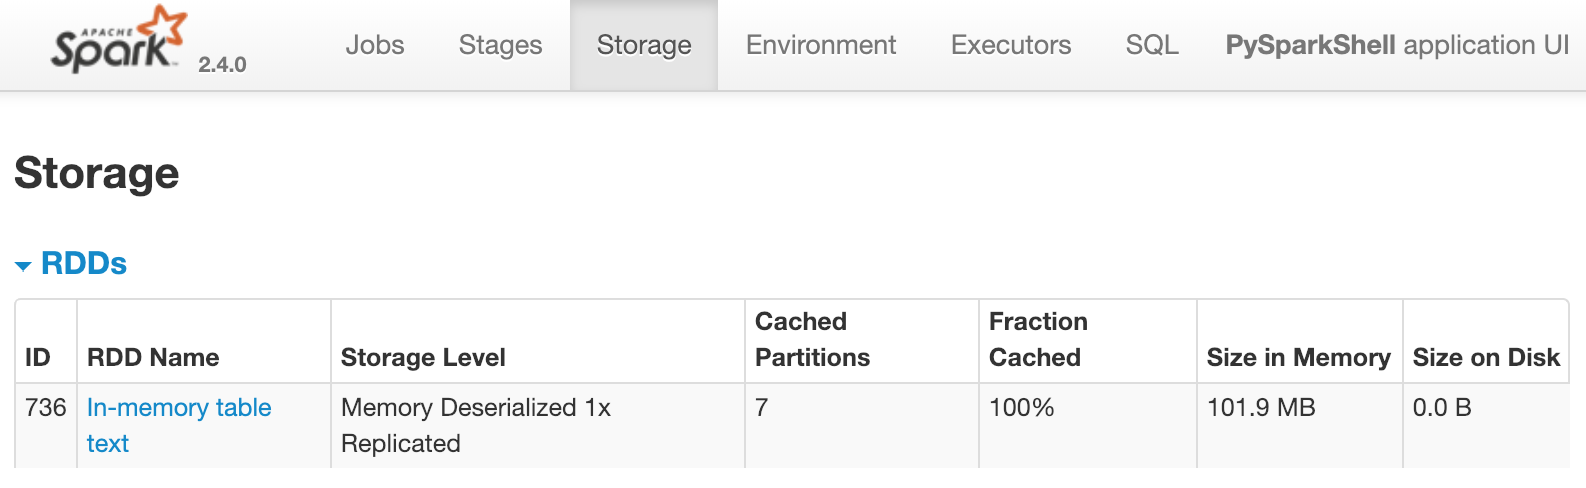 APACHE
Spark™ 2.4.0
Jobs Stages Storage Environment Executors SQL PySparkShell application UI
Storage
RDDs
ID RDD Name Storage Level Cached Partitions Fraction Cached Size in Memory Size on Disk
736 In-memory table text Memory Deserialized 1x Replicated 7 100% 101.9 MB 0.0 B